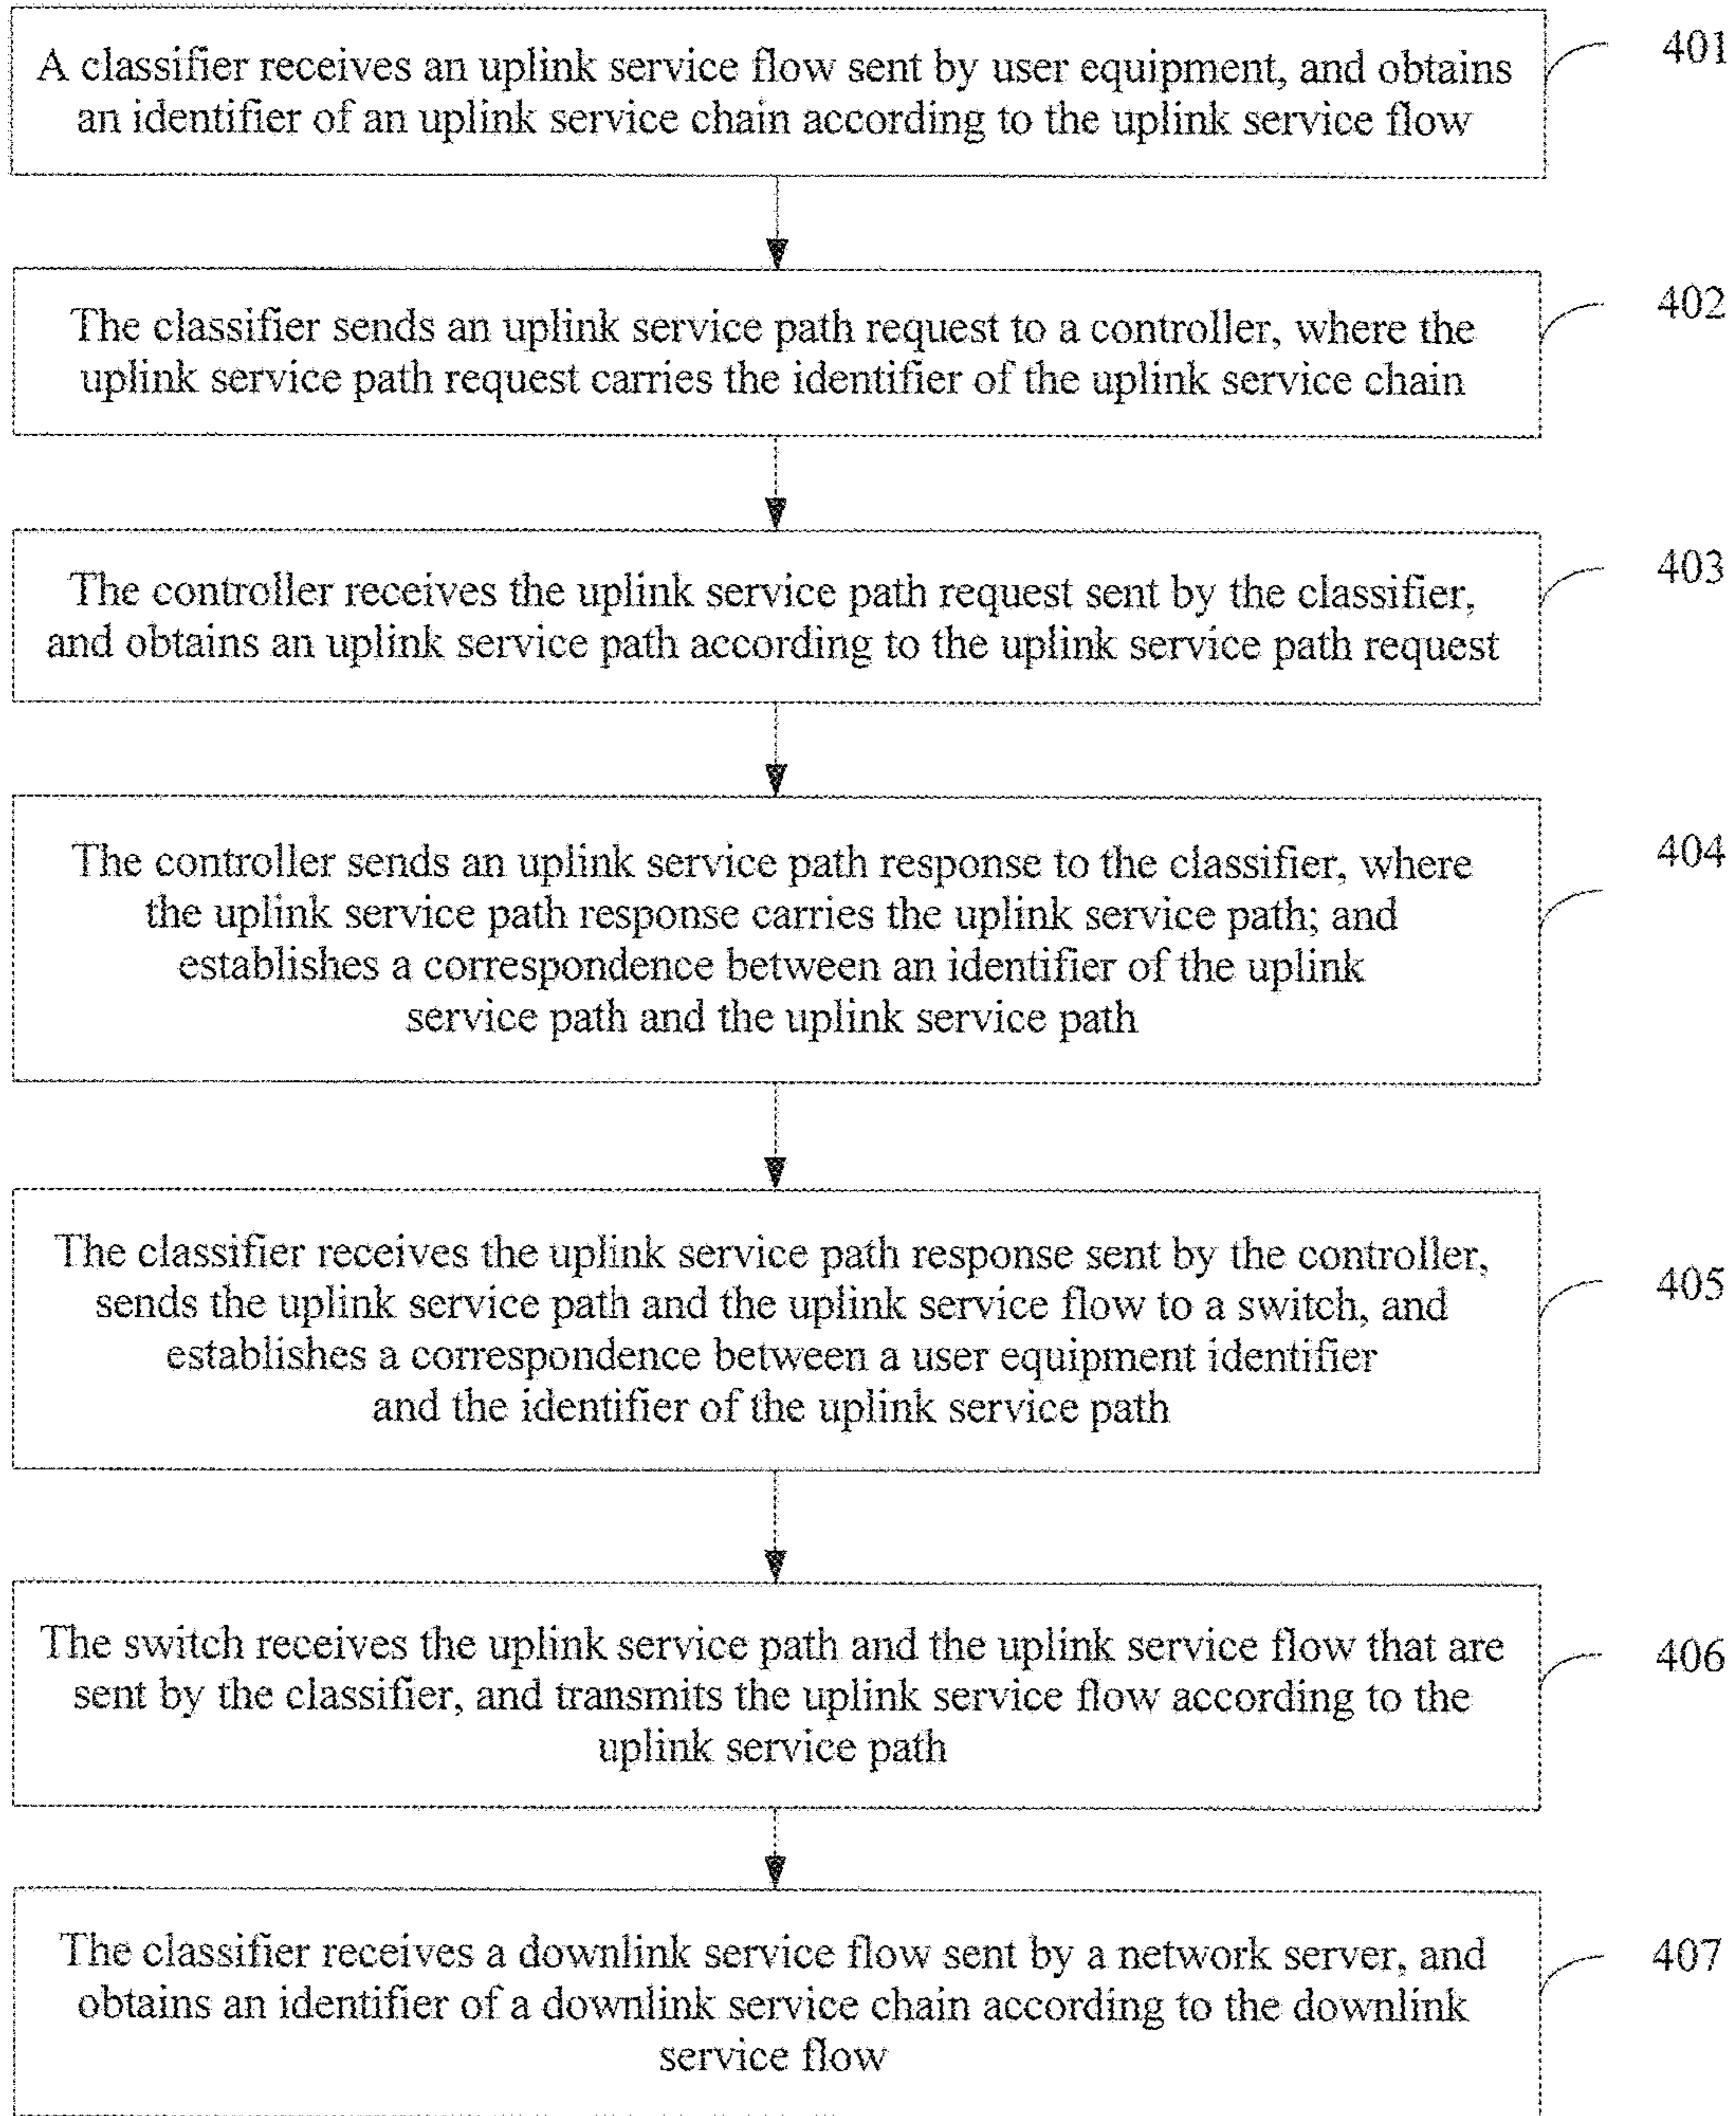 A classifier receives an uplink service flow sent by user equipment, and obtains
an identifier of an uplink service chain according to the uplink service flow
401
The classifier sends an uplink service path request to a controller, where the
uplink service path request carries the identifier of the uplink service chain
402
The controller receives the uplink service path request sent by the classifier,
and obtains an uplink service path according to the uplink service path request
403
The controller sends an uplink service path response to the classifier, where
the uplink service path response carries the uplink service path; and
establishes a correspondence between an identifier of the uplink
service path and the uplink service path
404
The classifier receives the uplink service path response sent by the controller,
sends the uplink service path and the uplink service flow to a switch, and
establishes a correspondence between a user equipment identifier
and the identifier of the uplink service path
405
The switch receives the uplink service path and the uplink service flow that are
sent by the classifier, and transmits the uplink service flow according to the
uplink service path
406
The classifier receives a downlink service flow sent by a network server, and
obtains an identifier of a downlink service chain according to the downlink
service flow
407